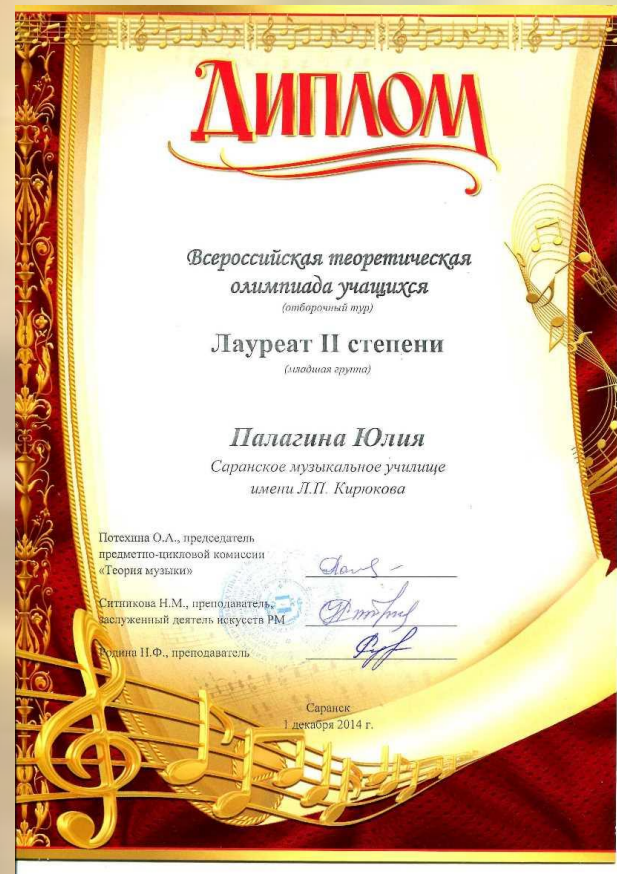 Диплом
Всероссийская теоретическая
олимпиада учащихся
(отборочный тур)
Лауреат II степени
(младшая группа)
Палагина Юлия
Саранское музыкальное училище
имени Л.П. Кирюкова
Потехина О.А., председатель
предметно-цикловой комиссии
«Теория музыки»
Ситникова Н.М., преподаватель,
заслуженный деятель искусств РМ
Родина Н.Ф., преподаватель
Саранск
1 декабря 2014 г.